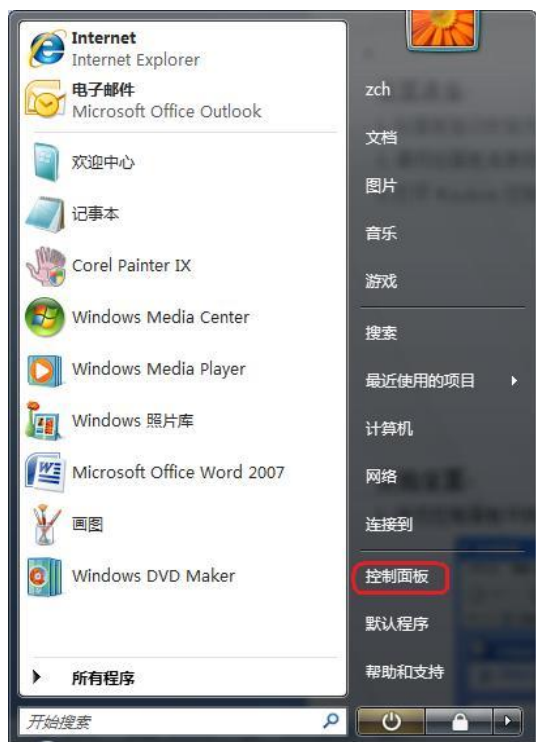 Internet
Internet Explorer
电子邮件
Microsoft Office Outlook
欢迎中心
记事本
Corel Painter IX
Windows Media Center
Windows Media Player
Windows 照片库
Microsoft Office Word 2007
画图
Windows DVD Maker
所有程序
开始搜索
zch
文档
图片
音乐
游戏
搜索
最近使用的项目
计算机
网络
连接到
控制面板
默认程序
帮助和支持